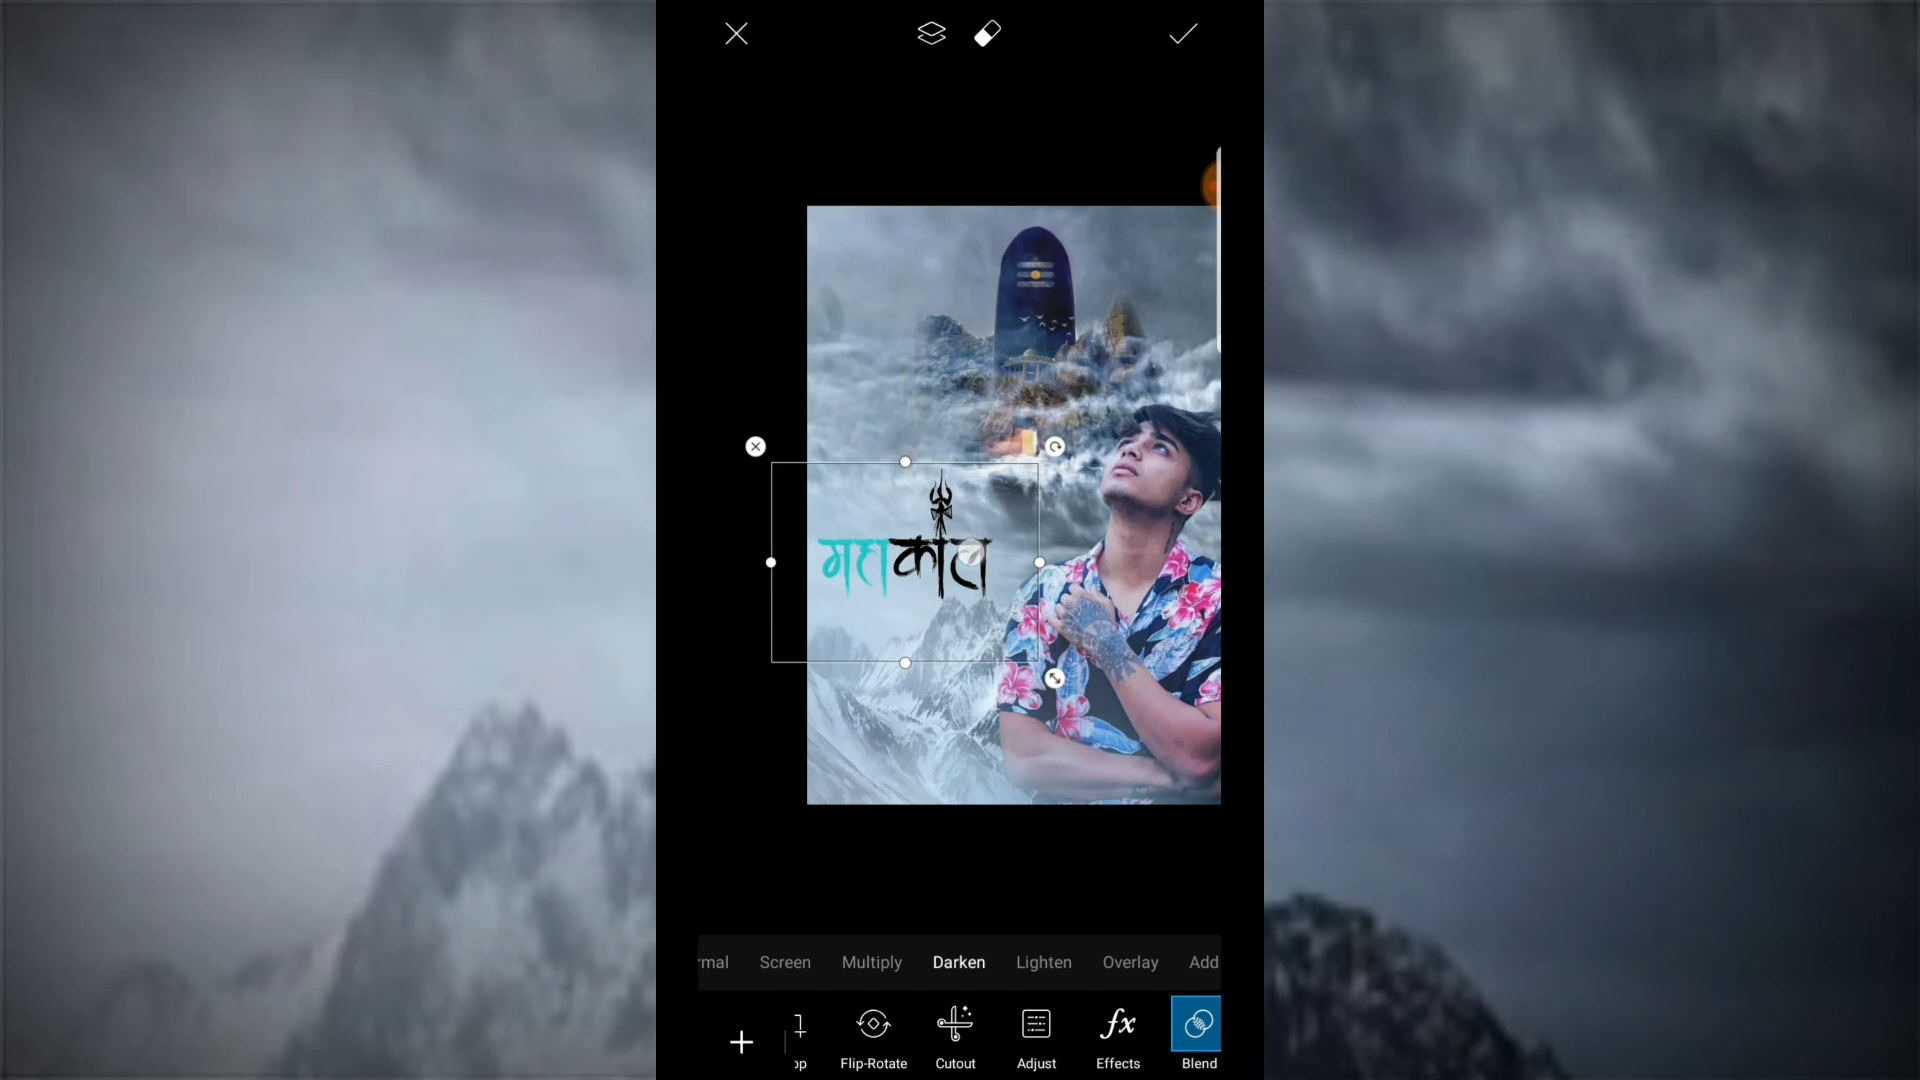 महाकाल
rmal Screen Multiply Darken Lighten Overlay Add
op Flip-Rotate Cutout Adjust Effects Blend